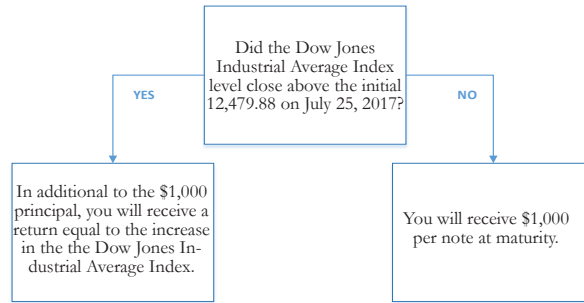 Did the Dow Jones
Industrial Average Index
level close above the initial
12,479.88 on July 25, 2017?
YES
NO
In additional to the $1,000
principal, you will receive a
return equal to the increase
in the the Dow Jones In-
dustrial Average Index.
You will receive $1,000
per note at maturity.